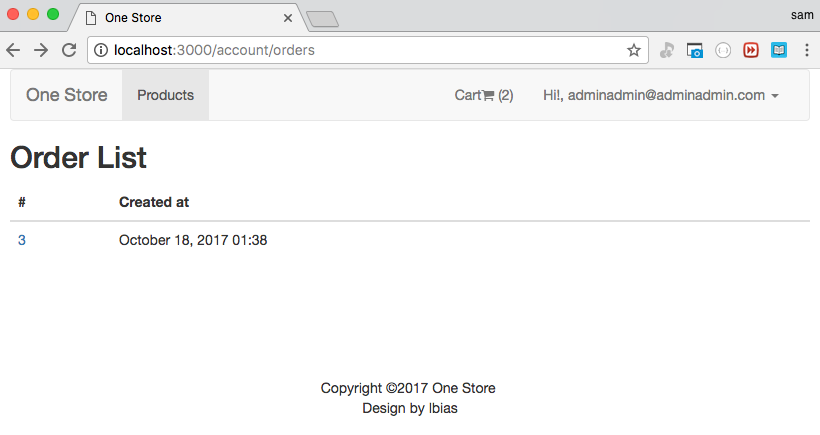 One Store
sam
localhost:3000/account/orders
One Store Products Cart (2) Hi!, adminadmin@adminadmin.com
Order List
# Created at
3 October 18, 2017 01:38
Copyright ©2017 One Store
Design by lbias